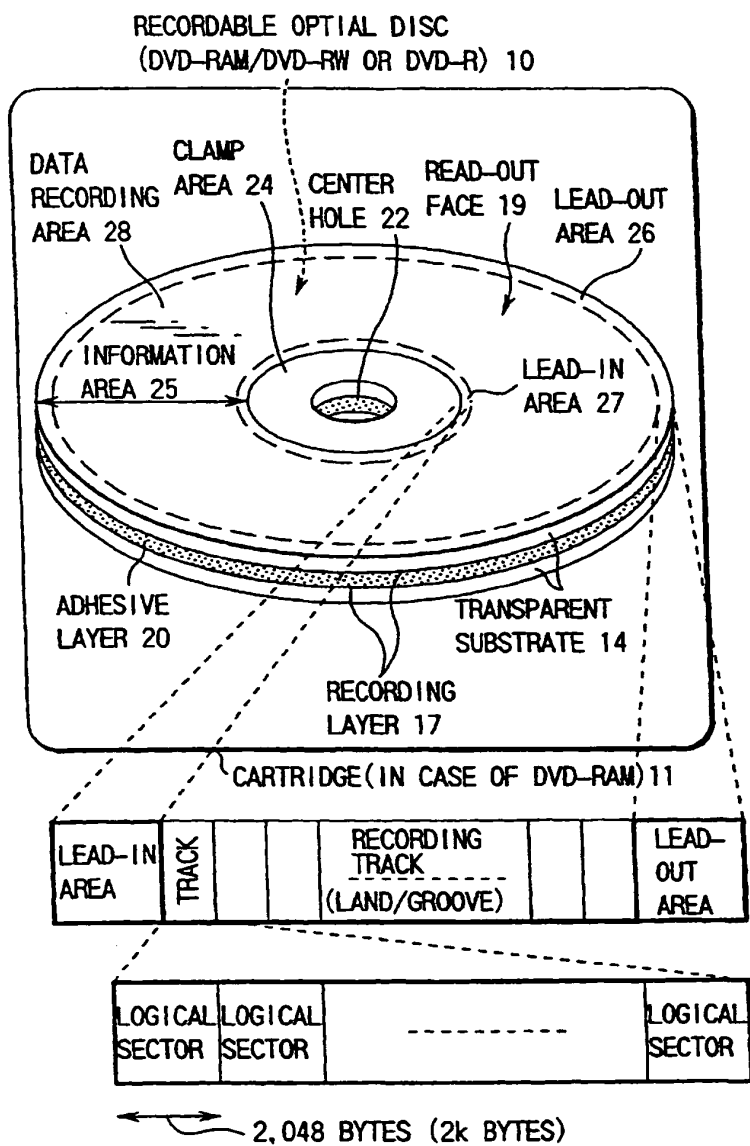 RECORDABLE OPTIAL DISC
(DVD-RAM/DVD-RW OR DVD-R) 10
DATA
RECORDING
AREA 28
CLAMP
AREA 24
CENTER
HOLE 22
READ-OUT
FACE 19
LEAD-OUT
AREA 26
INFORMATION
AREA 25
LEAD-IN
AREA 27
ADHESIVE
LAYER 20
TRANSPARENT
SUBSTRATE 14
RECORDING
LAYER 17
CARTRIDGE(IN CASE OF DVD-RAM)11
LEAD-IN
AREA
TRACK
RECORDING
TRACK
(LAND/GROOVE)
LEAD-
OUT
AREA
LOGICAL
SECTOR
LOGICAL
SECTOR
LOGICAL
SECTOR
2,048 BYTES (2k BYTES)